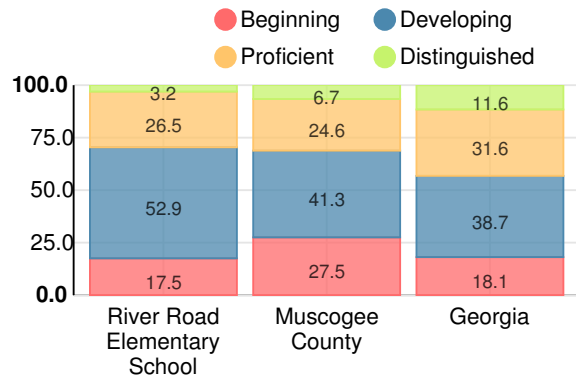 Beginning
Developing
Proficient
Distinguished
100.0
75.0
50.0
25.0
0.0
3.2
26.5
52.9
17.5
6.7
24.6
41.3
27.5
11.6
31.6
38.7
18.1
River Road
Elementary
School
Muscogee
County
Georgia